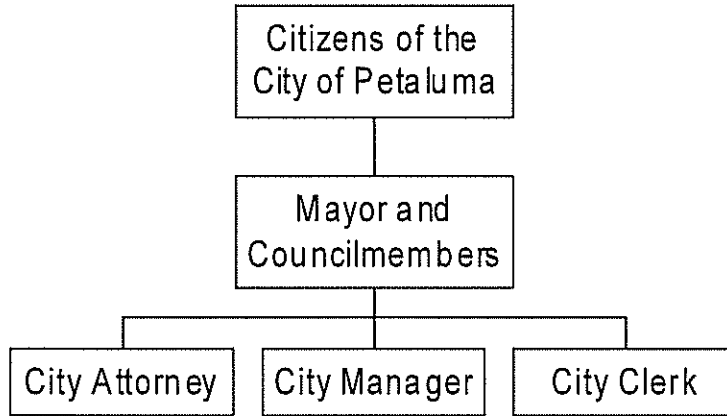 Citizens of the
City of Petaluma
Mayor and
Councilmembers
City Attorney
City Manager
City Clerk